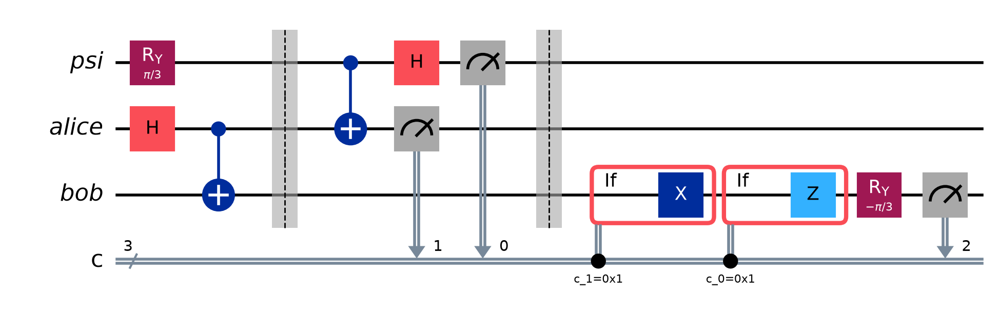 psi R_Y π/3 H
alice H
bob If X If Z R_Y −π/3
3 1 0 2
c
c_1=0x1 c_0=0x1